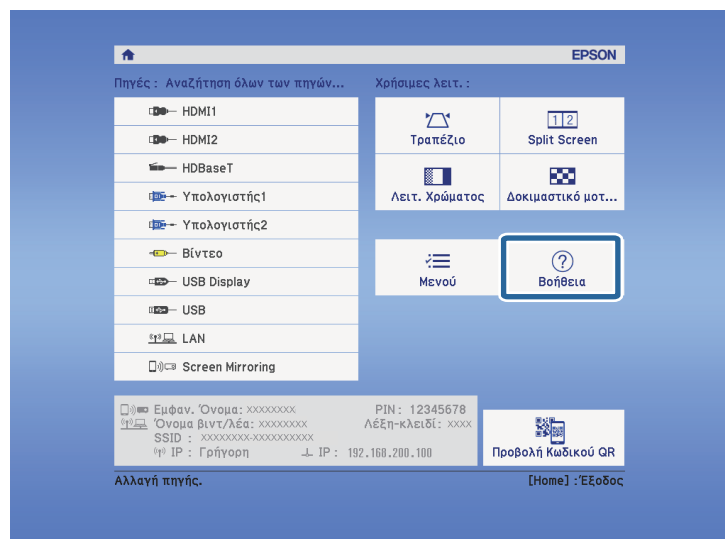 EPSON
Πηγές : Αναζήτηση όλων των πηγών...
HDMI1
HDMI2
HDBaseT
Υπολογιστής1
Υπολογιστής2
Βίντεο
USB Display
USB
LAN
Screen Mirroring
Χρήσιμες λειτ. :
Τραπέζιο
1 2
Split Screen
Λειτ. Χρώματος
Δοκιμαστικό μοτ...
Μενού
?
Βοήθεια
Εμφαν. Όνομα: xxxxxxxx PIN : 12345678
Όνομα βιντ/λέα: xxxxxxxx Λέξη-κλειδί: xxxx
SSID : xxxxxxxx-xxxxxxxxxx
IP : Γρήγορη IP : 192.168.200.100
Προβολή Κωδικού QR
Αλλαγή πηγής. [Home] :Έξοδος